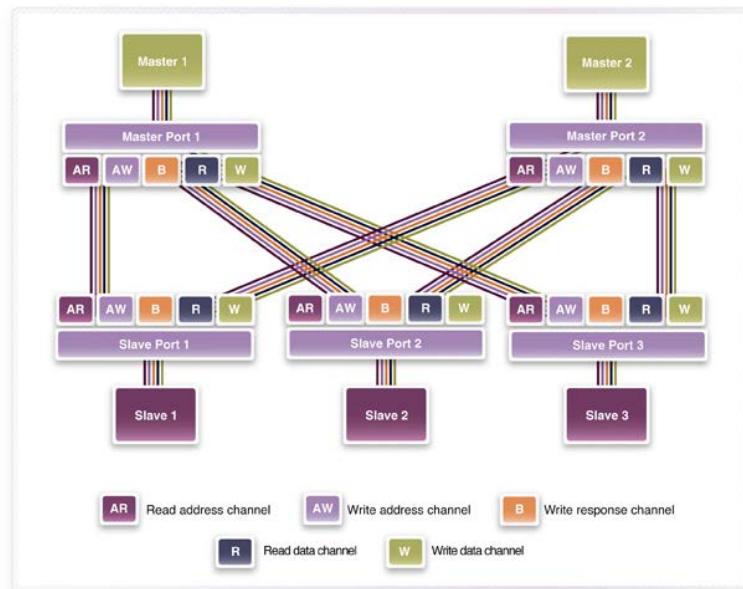 Master 1
Master 2
Master Port 1
Master Port 2
AR AW B R W
AR AW B R W
AR AW B R W
AR AW B R W
AR AW B R W
Slave Port 1
Slave Port 2
Slave Port 3
Slave 1
Slave 2
Slave 3
AR Read address channel
AW Write address channel
B Write response channel
R Read data channel
W Write data channel